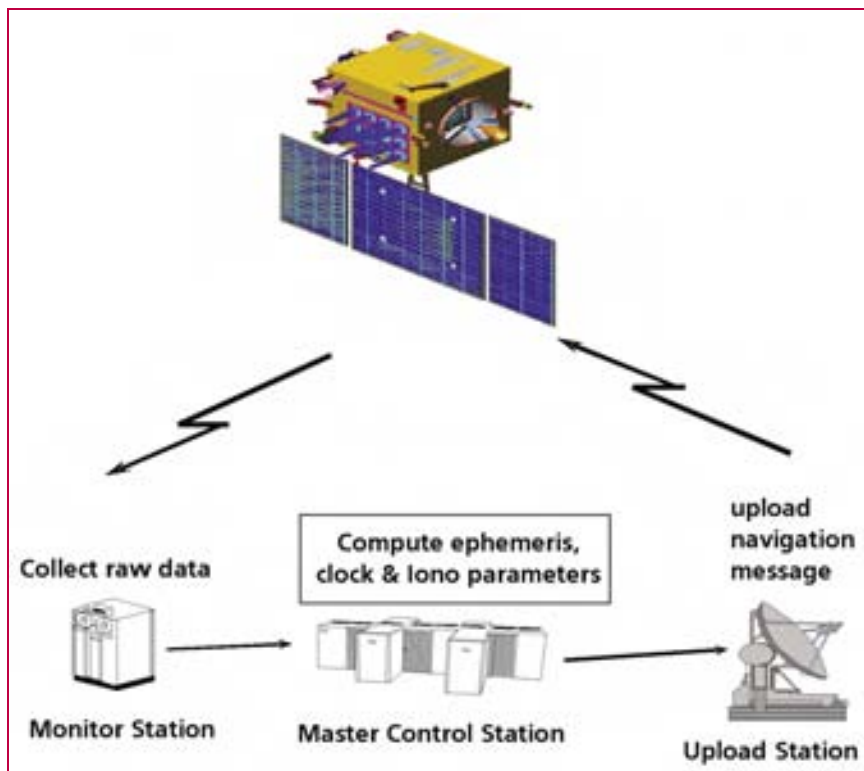 Collect raw data
Compute ephemeris,
clock & Iono parameters
upload
navigation
message
Monitor Station
Master Control Station
Upload Station